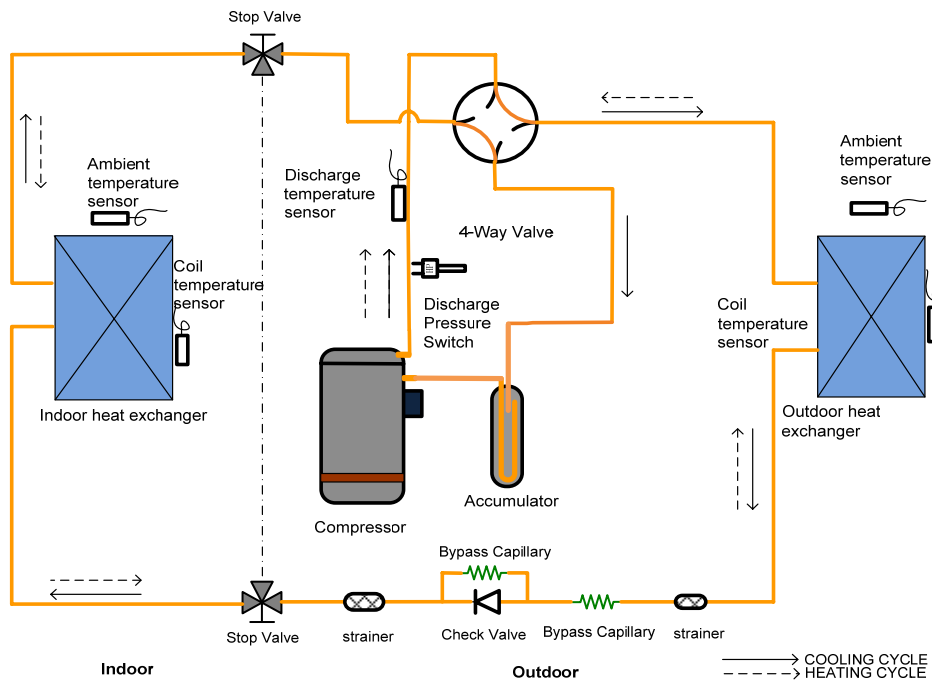 Stop Valve
Ambient
temperature
sensor
Discharge
temperature
sensor
Ambient
temperature
sensor
4-Way Valve
Coil
temperature
sensor
Discharge
Pressure
Switch
Coil
temperature
sensor
Indoor heat exchanger
Outdoor heat
exchanger
Accumulator
Compressor
Bypass Capillary
Stop Valve
strainer
Check Valve
Bypass Capillary
strainer
Indoor
Outdoor
COOLING CYCLE
HEATING CYCLE